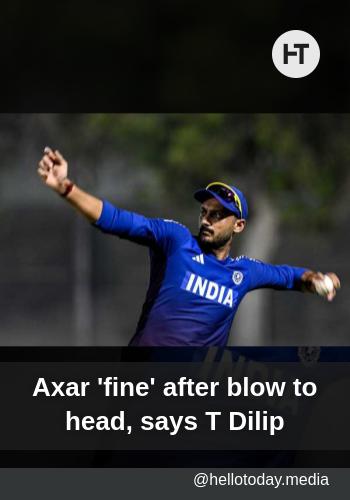 HT
INDIA
Axar 'fine' after blow to
head, says T Dilip
@hellotoday.media